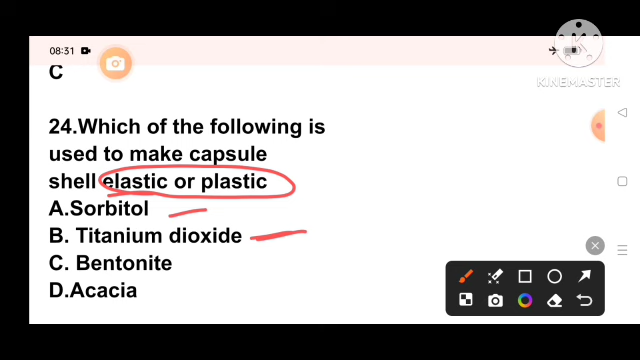 08:31
C
KINEMASTER
24.Which of the following is
used to make capsule
shell elastic or plastic
A.Sorbitol
B. Titanium dioxide
C. Bentonite
D.Acacia